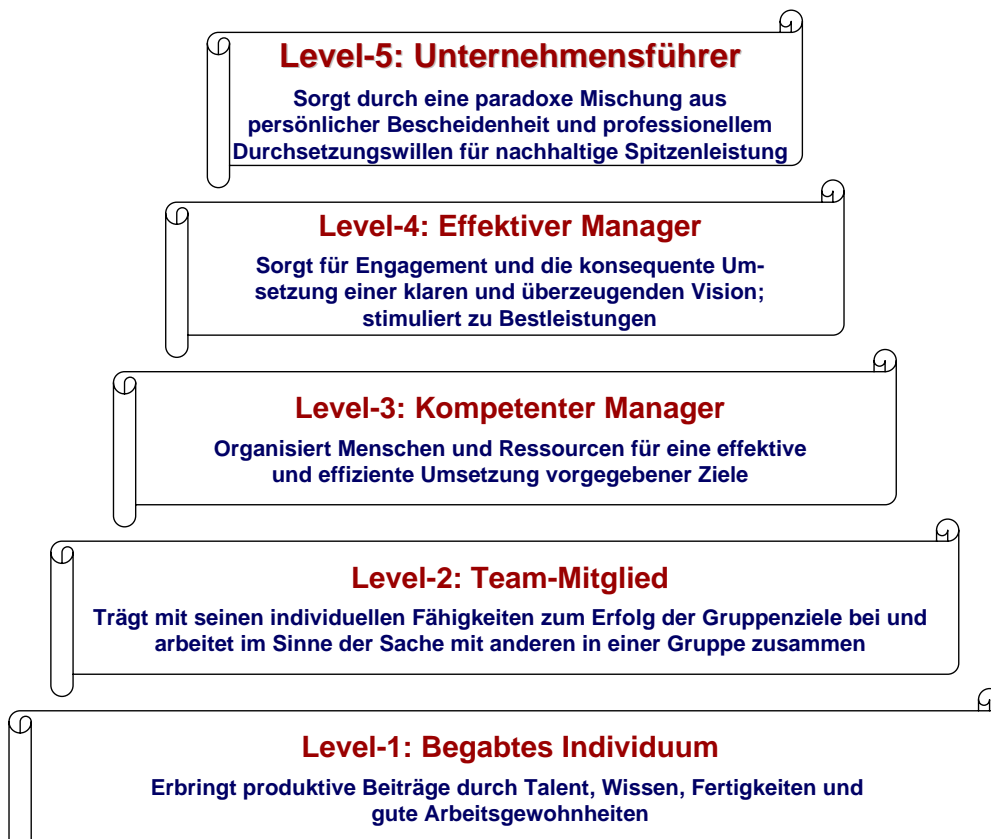 Level-5: Unternehmensführer
Sorgt durch eine paradoxe Mischung aus
persönlicher Bescheidenheit und professionellem
Durchsetzungswillen für nachhaltige Spitzenleistung
Level-4: Effektiver Manager
Sorgt für Engagement und die konsequente Um-
setzung einer klaren und überzeugenden Vision;
stimuliert zu Bestleistungen
Level-3: Kompetenter Manager
Organisiert Menschen und Ressourcen für eine effektive
und effiziente Umsetzung vorgegebener Ziele
Level-2: Team-Mitglied
Trägt mit seinen individuellen Fähigkeiten zum Erfolg der Gruppenziele bei und
arbeitet im Sinne der Sache mit anderen in einer Gruppe zusammen
Level-1: Begabtes Individuum
Erbringt produktive Beiträge durch Talent, Wissen, Fertigkeiten und
gute Arbeitsgewohnheiten